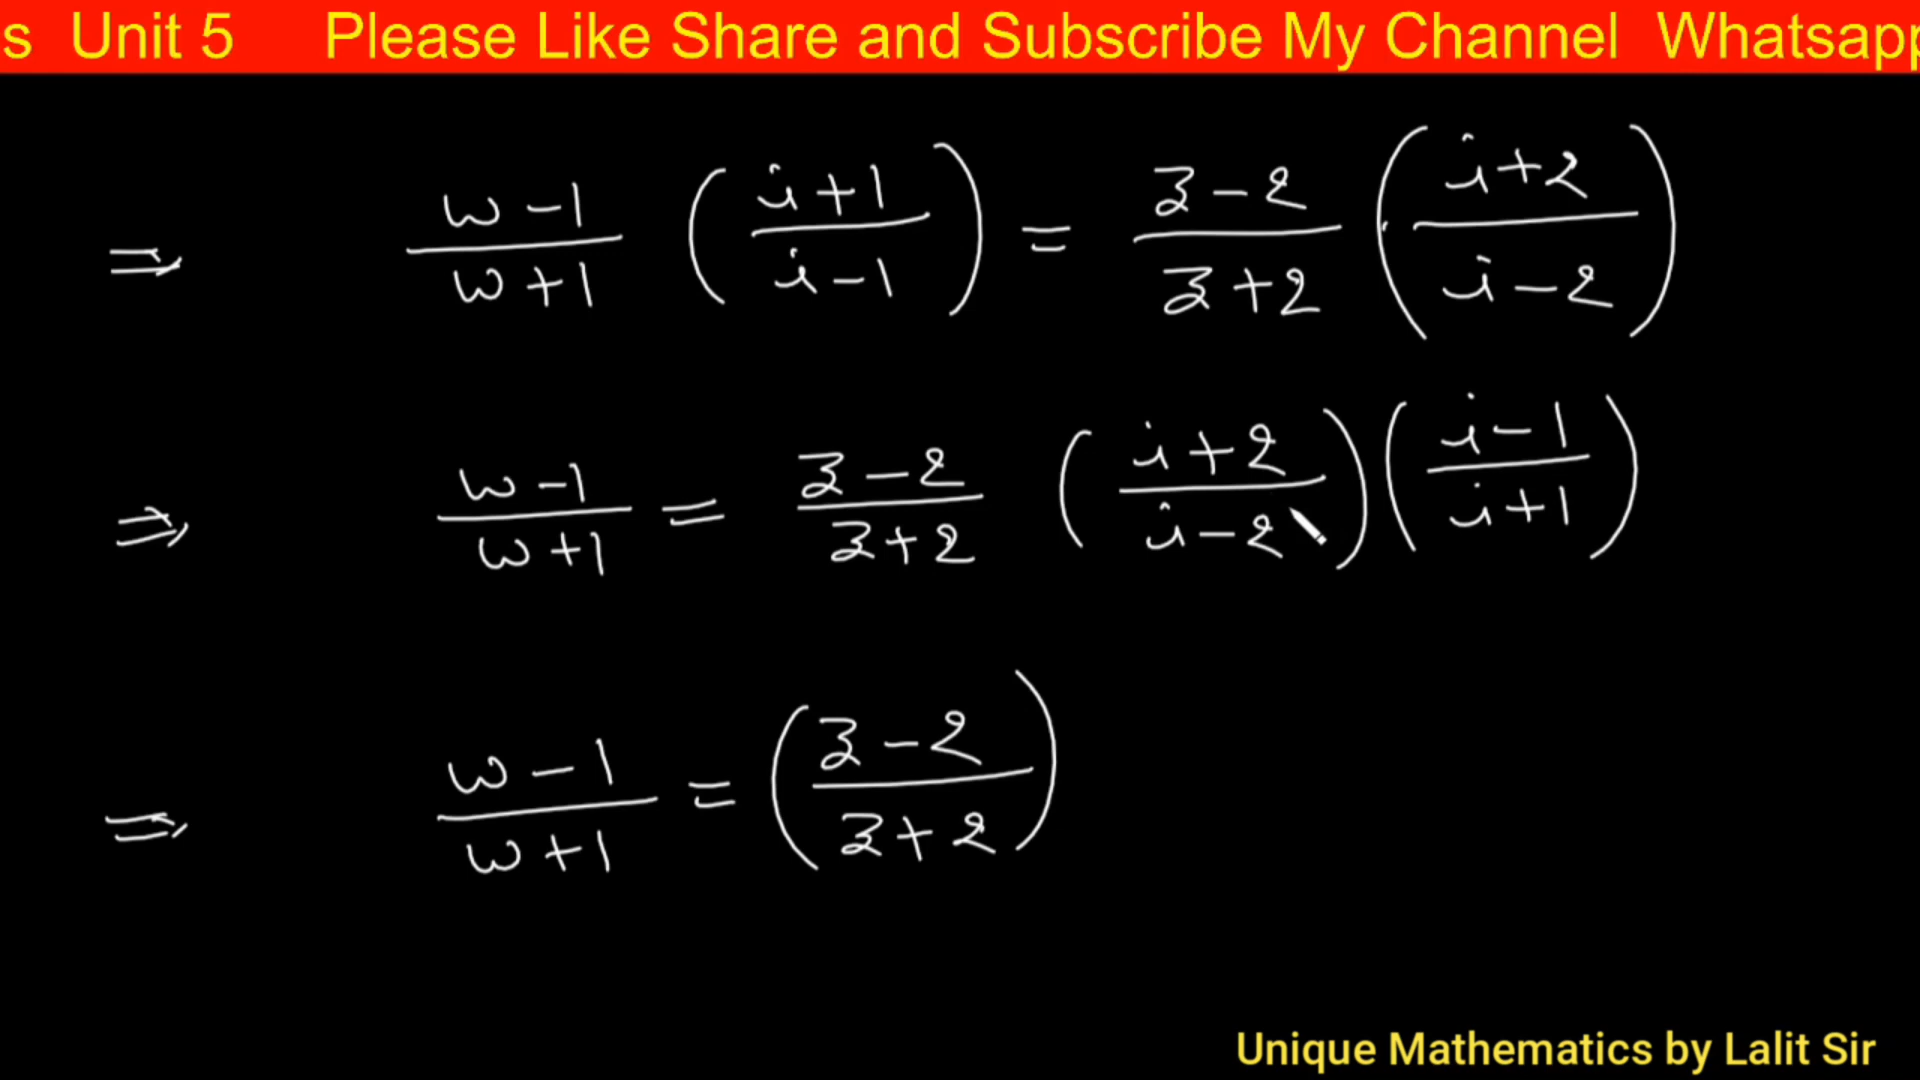 s Unit 5 Please Like Share and Subscribe My Channel Whatsapp
⇒ (w-1)/(w+1) ((i+1)/(i-1)) = (z-2)/(z+2) ((i+2)/(i-2))
⇒ (w-1)/(w+1) = (z-2)/(z+2) ((i+2)/(i-2)) ((i-1)/(i+1))
⇒ (w-1)/(w+1) = ((z-2)/(z+2))
Unique Mathematics by Lalit Sir